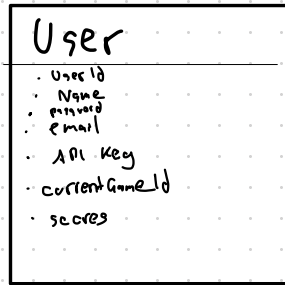 User
· UserId
· Name
· password
· email
· API Key
· currentGameId
· scores